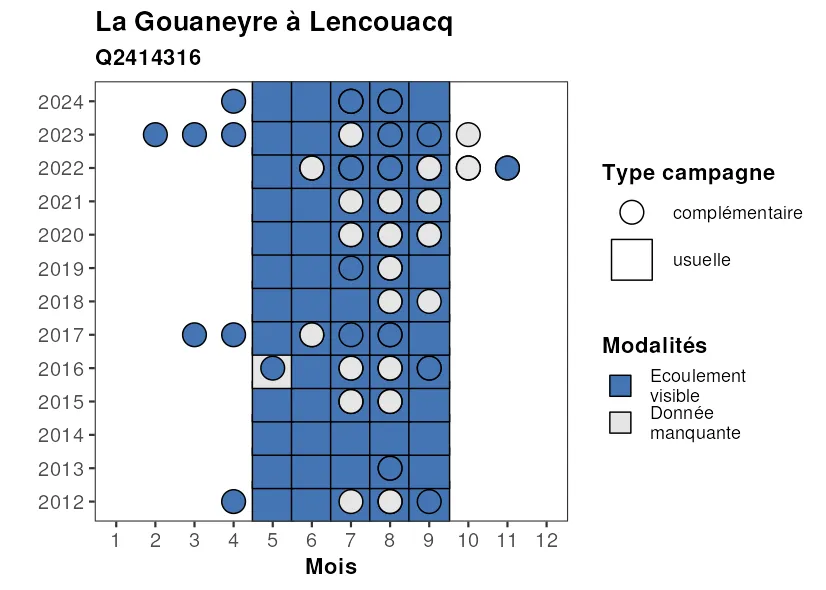 La Gouaneyre à Lencouacq
Q2414316
2024
2023
2022
2021
2020
2019
2018
2017
2016
2015
2014
2013
2012
1 2 3 4 5 6 7 8 9 10 11 12
Mois
Type campagne
complémentaire
usuelle
Modalités
Ecoulement
visible
Donnée
manquante